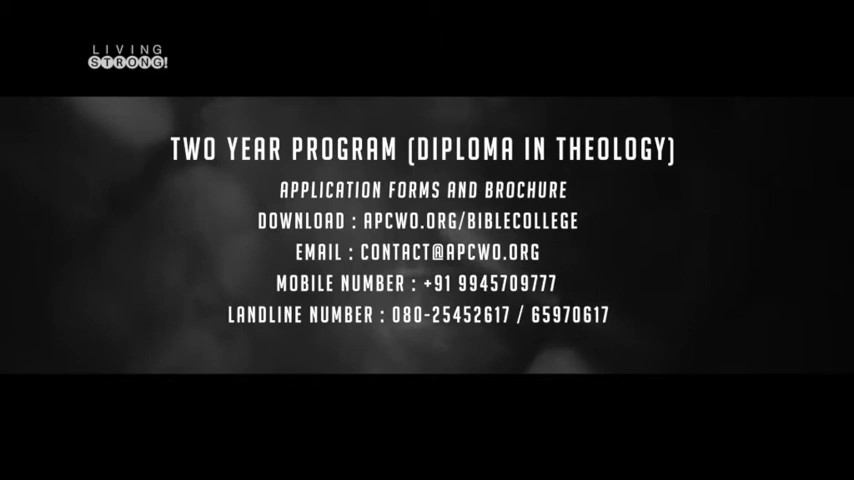 LIVING
STRONG!
TWO YEAR PROGRAM (DIPLOMA IN THEOLOGY)
APPLICATION FORMS AND BROCHURE
DOWNLOAD : APCWO.ORG/BIBLECOLLEGE
EMAIL : CONTACT@APCWO.ORG
MOBILE NUMBER : +91 9945709777
LANDLINE NUMBER : 080-25452617 / 65970617